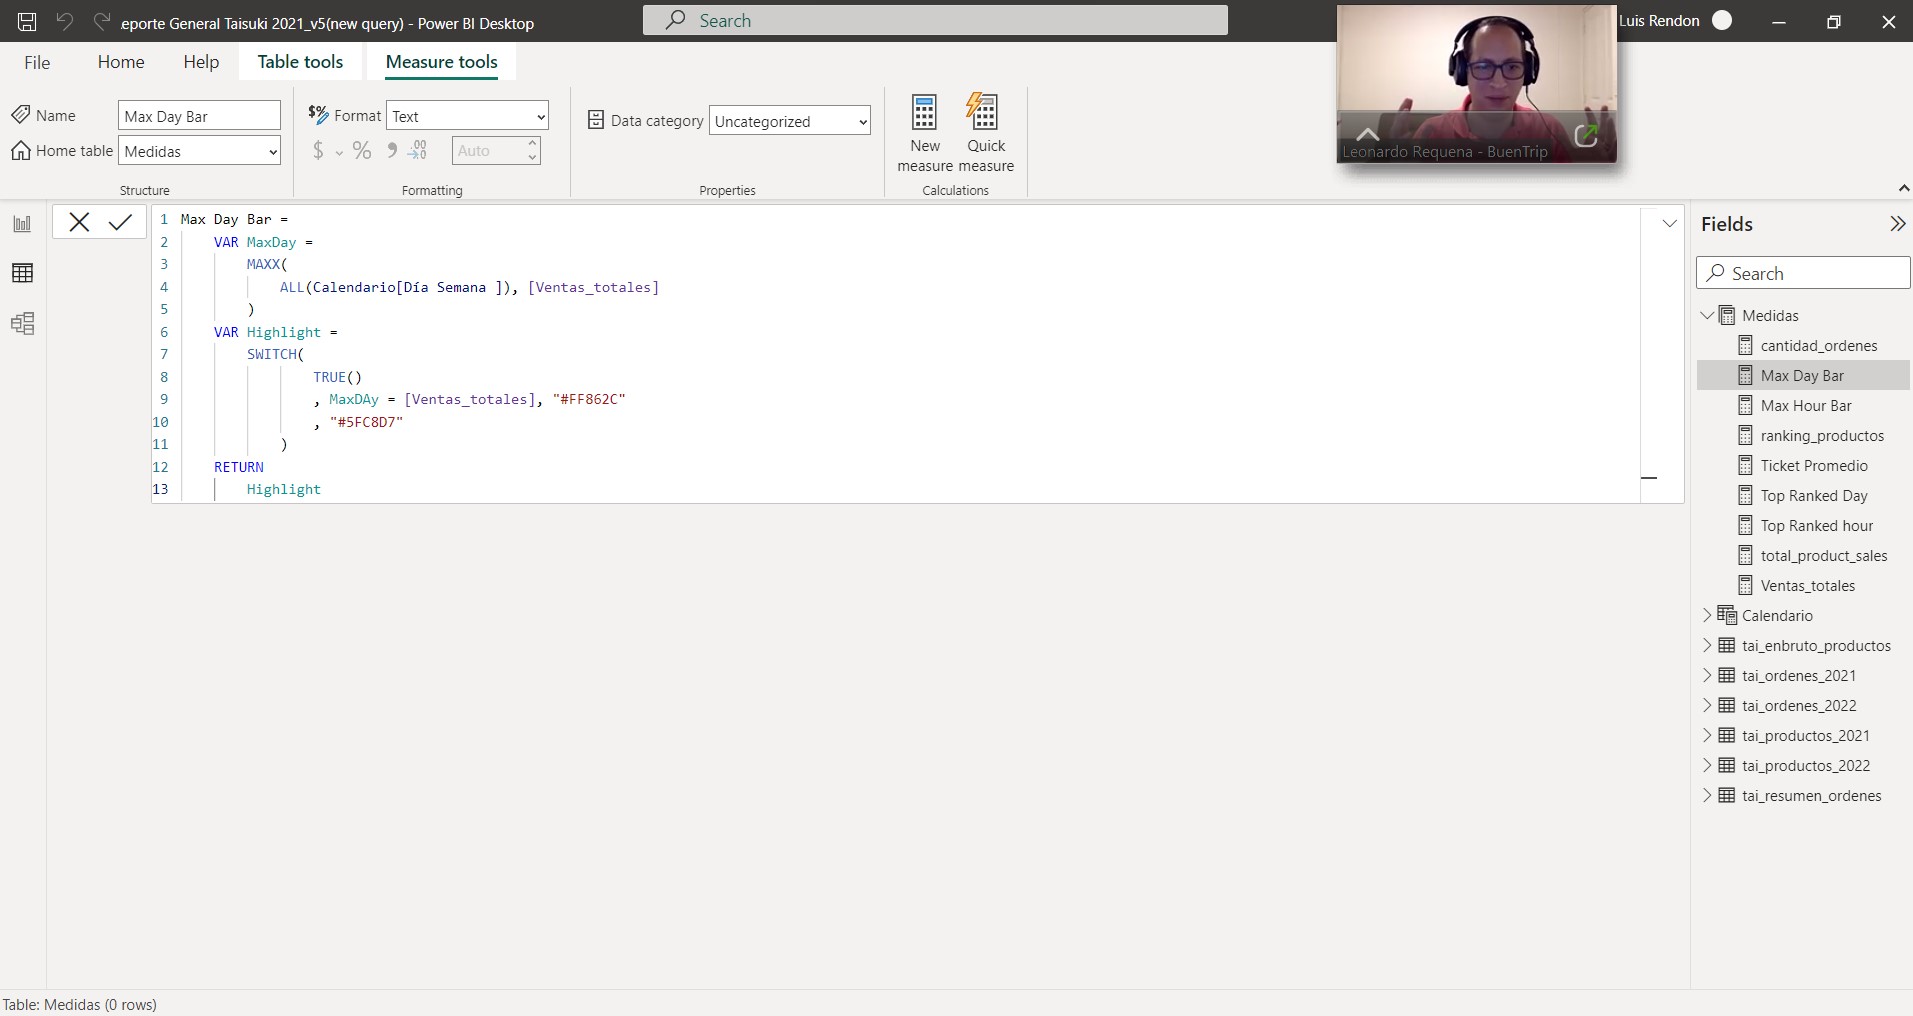 eporte General Taisuki 2021_v5(new query) - Power BI Desktop
Search
Luis Rendon
File
Home
Help
Table tools
Measure tools
Name
Max Day Bar
Home table
Medidas
Structure
$% Format
Text
$ % 9 .00
Auto
Formatting
Data category
Uncategorized
Properties
New measure
Quick measure
Calculations
Leonardo Requena - BuenTrip
1 Max Day Bar =
2 VAR MaxDay =
3 MAXX(
4 ALL(Calendario[Día Semana ]), [Ventas_totales]
5 )
6 VAR Highlight =
7 SWITCH(
8 TRUE()
9 , MaxDAy = [Ventas_totales], "#FF862C"
10 , "#5FC8D7"
11 )
12 RETURN
13 Highlight
Fields
Search
Medidas
cantidad_ordenes
Max Day Bar
Max Hour Bar
ranking_productos
Ticket Promedio
Top Ranked Day
Top Ranked hour
total_product_sales
Ventas_totales
Calendario
tai_enbruto_productos
tai_ordenes_2021
tai_ordenes_2022
tai_productos_2021
tai_productos_2022
tai_resumen_ordenes
Table: Medidas (0 rows)